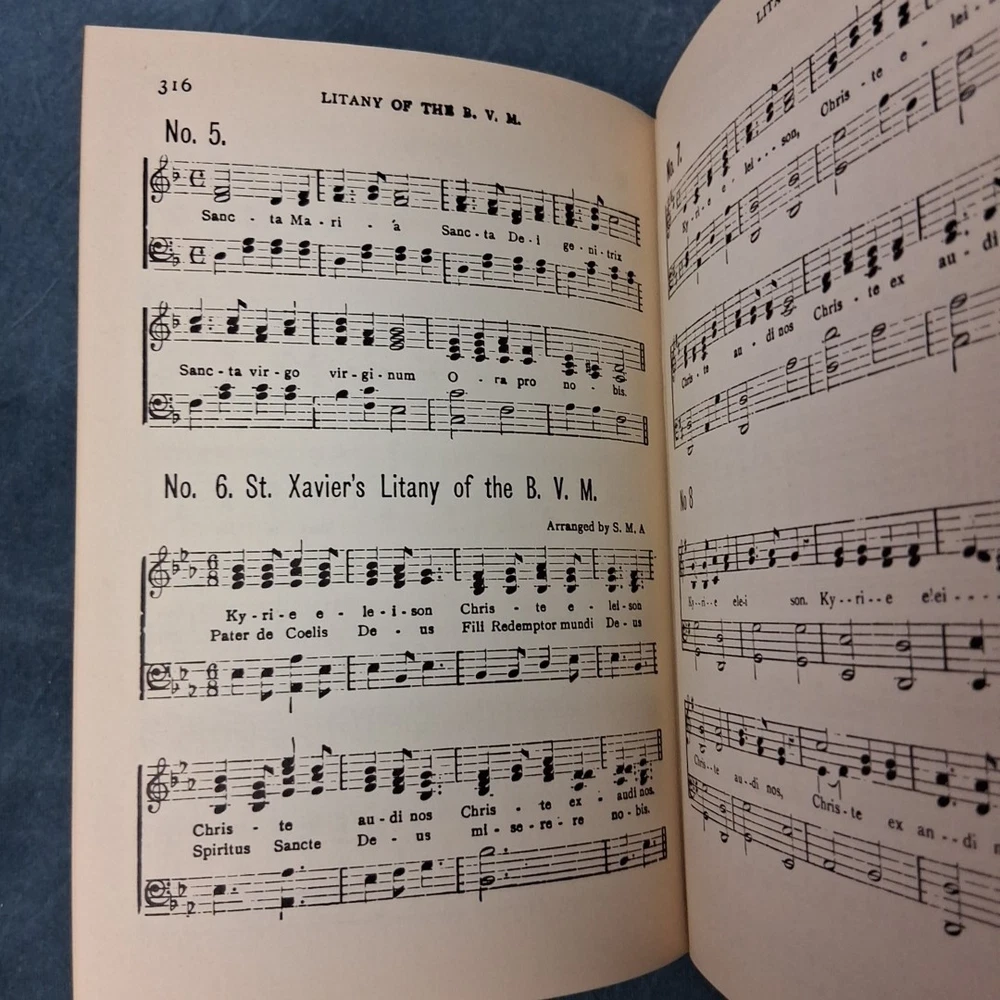 316
LITANY OF THE B. V. M.
No. 5.
Sanc - ta Ma - ri - a Sanc - ta De - i ge - ni - trix
Sanc - ta vir - go vir - gi - num O - ra pro no - bis.
No. 6. St. Xavier's Litany of the B. V. M.
Arranged by S. M. A
Ky - ri - e e - le - i - son Chris - te e - lei - son
Pater de Coelis De - us Fili Redemptor mundi De - us
Chris - te au - di nos Chris - te ex - audi nos.
Spiritus Sancte De - us mi - se - re - re no - bis.
No. 7.
Ky - ri - e e - lei - - - son, Chris - te e - lei -
Chris - te au - di nos Chris - te ex au - di
No 8
Ky - - ri - - e elei son. Ky - - ri - - e e'ei - - - -
Chris - - te au - - di nos, Chris - te ex an - - di n